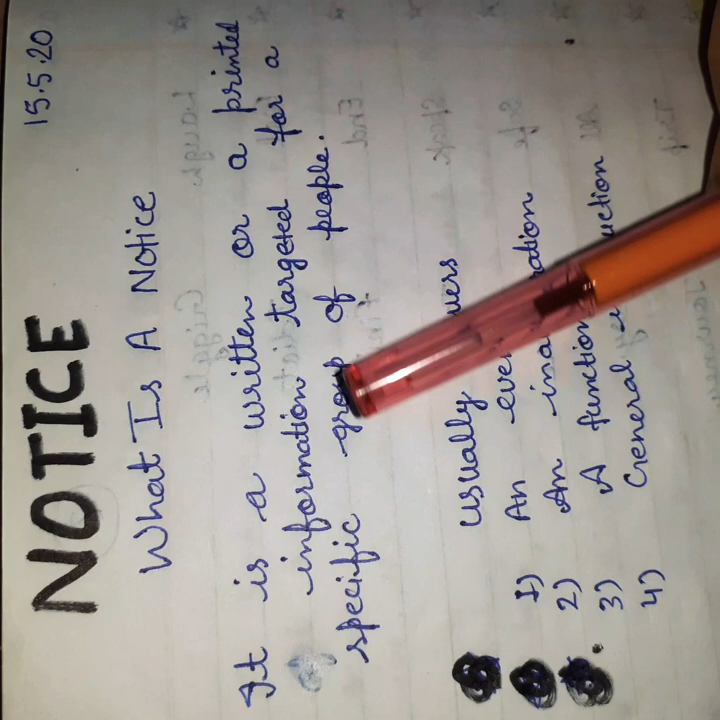 15.5.20
NOTICE
What Is A Notice
It is a written or a printed
information targeted for a
specific group of people.
Usually
1) An
2) An
3) A function
4) General